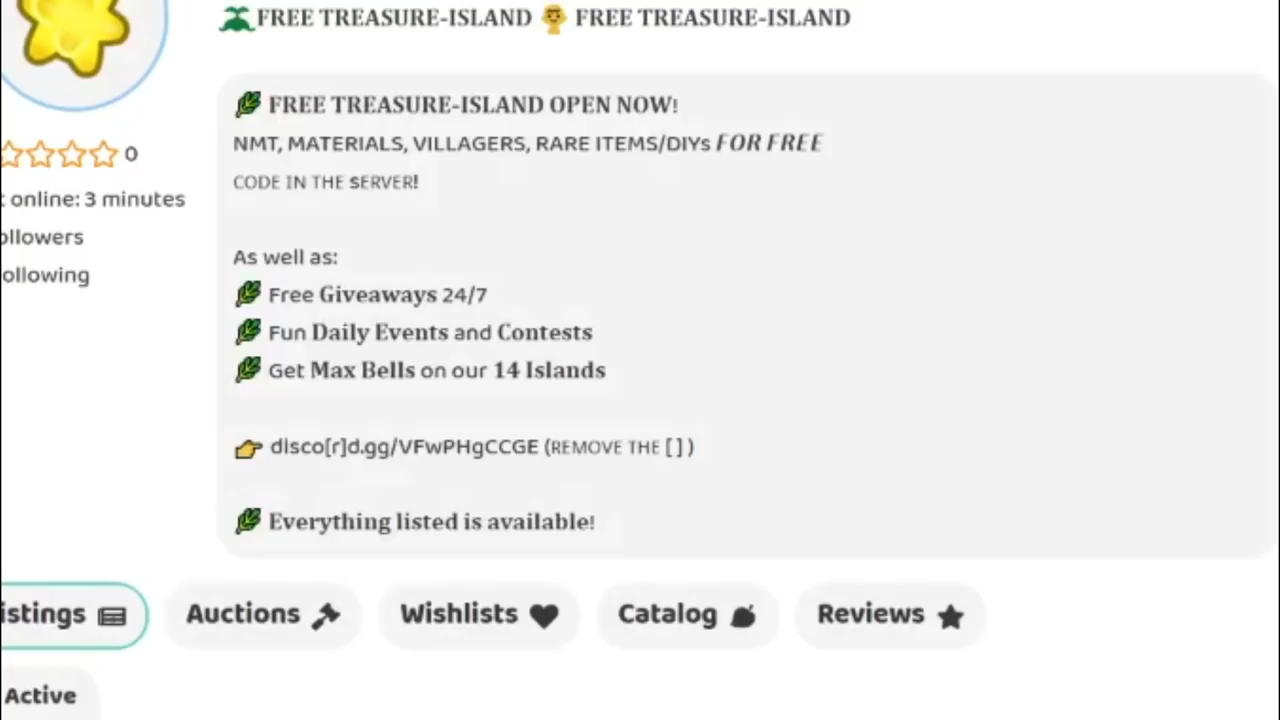 FREE TREASURE-ISLAND FREE TREASURE-ISLAND
FREE TREASURE-ISLAND OPEN NOW!
NMT, MATERIALS, VILLAGERS, RARE ITEMS/DIYs FOR FREE
CODE IN THE SERVER!
0
: online: 3 minutes
ollowers
ollowing
As well as:
Free Giveaways 24/7
Fun Daily Events and Contests
Get Max Bells on our 14 Islands
disco[r]d.gg/VFwPHgCCGE (REMOVE THE [ ] )
Everything listed is available!
istings Auctions Wishlists Catalog Reviews
Active